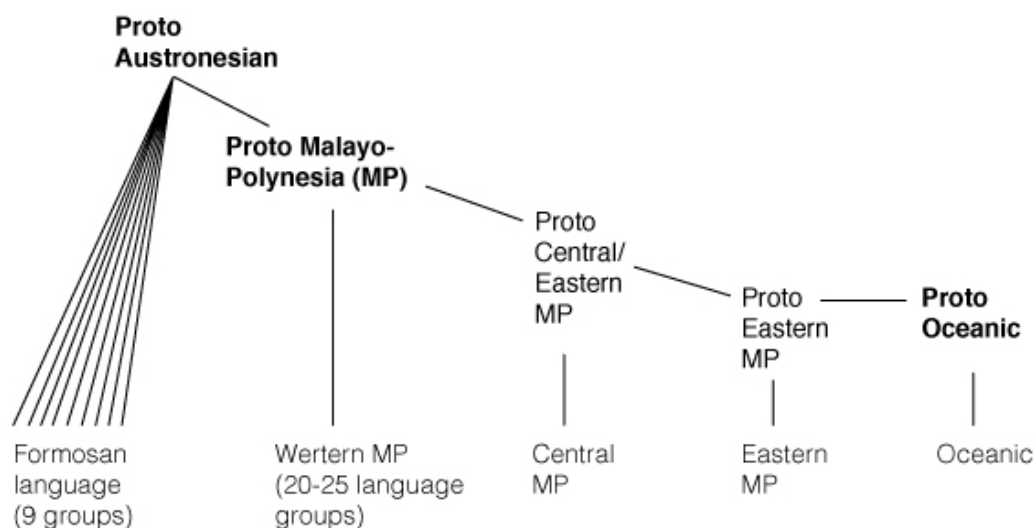 Proto
Austronesian
Proto Malayo-
Polynesia (MP)
Proto
Central/
Eastern
MP
Proto
Eastern
MP
Proto
Oceanic
Formosan
language
(9 groups)
Wertern MP
(20-25 language
groups)
Central
MP
Eastern
MP
Oceanic